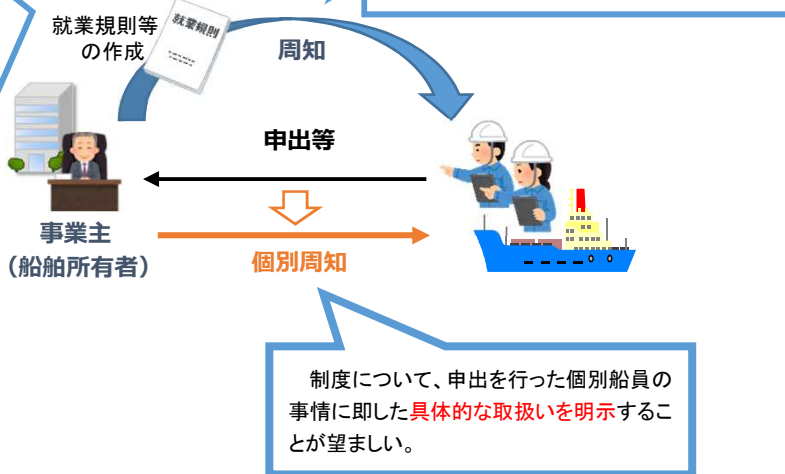 就業規則等
の作成
就業規則
周知
申出等
事業主
(船舶所有者)
個別周知
制度について、申出を行った個別船員の
事情に即した具体的な取扱いを明示するこ
とが望ましい。